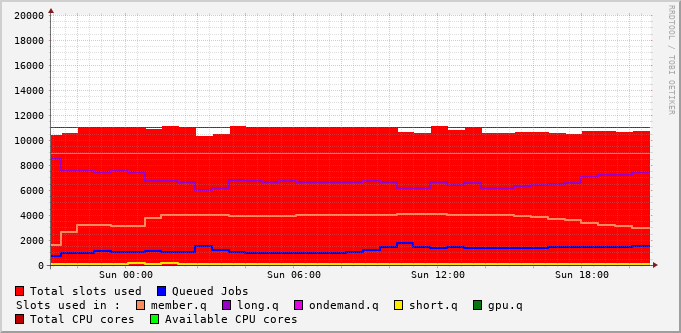 RRDTOOL / TOBI OETIKER
20000
18000
16000
14000
12000
10000
8000
6000
4000
2000
0
Sun 00:00 Sun 06:00 Sun 12:00 Sun 18:00
Total slots used Queued Jobs
Slots used in : member.q long.q ondemand.q short.q gpu.q
Total CPU cores Available CPU cores